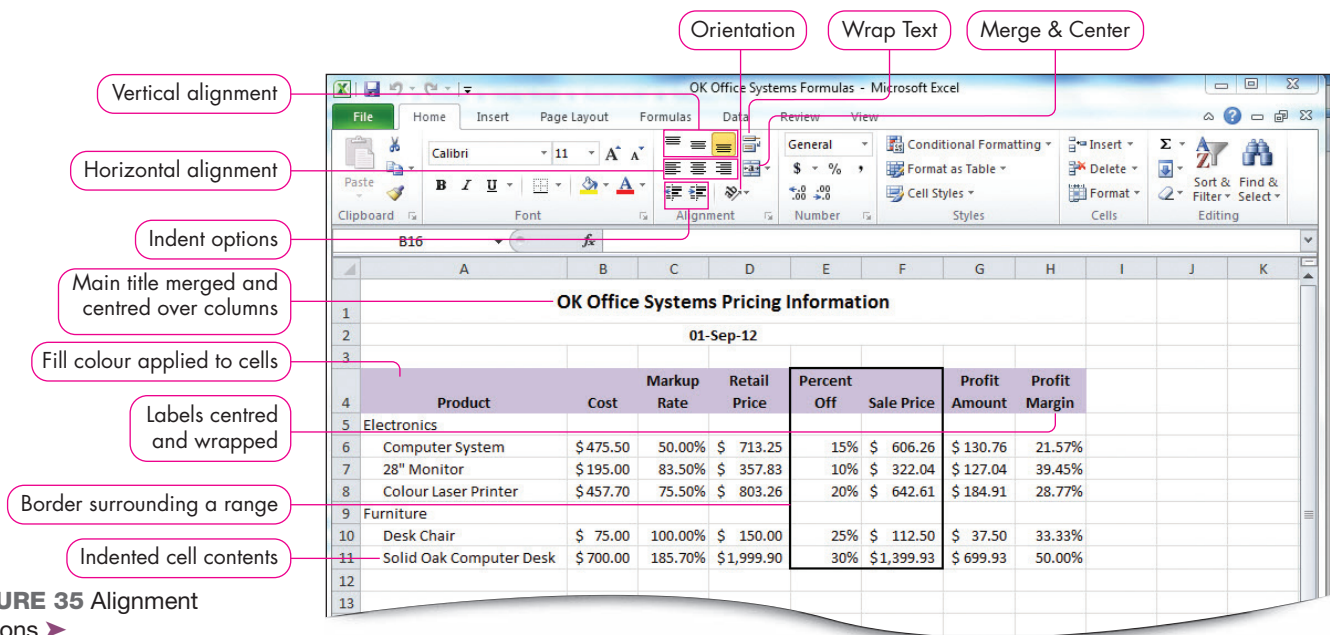 Orientation
Wrap Text
Merge & Center
Vertical alignment
Horizontal alignment
Indent options
Main title merged and
centred over columns
Fill colour applied to cells
Labels centred
and wrapped
Border surrounding a range
Indented cell contents
URE 35 Alignment
ons ➤
OK Office Systems Formulas - Microsoft Excel
File Home Insert Page Layout Formulas Data Review View
Calibri 11 A A General Conditional Formatting Insert Σ
Paste B I U A $ % , Format as Table Delete Sort & Find &
.0 .00 .00 .0 Cell Styles Format Filter Select
Clipboard Font Alignment Number Styles Cells Editing
B16 fx
A B C D E F G H I J K
1 OK Office Systems Pricing Information
2 01-Sep-12
3
Markup Retail Percent Profit Profit
4 Product Cost Rate Price Off Sale Price Amount Margin
5 Electronics
6 Computer System $ 475.50 50.00% $ 713.25 15% $ 606.26 $ 130.76 21.57%
7 28" Monitor $ 195.00 83.50% $ 357.83 10% $ 322.04 $ 127.04 39.45%
8 Colour Laser Printer $ 457.70 75.50% $ 803.26 20% $ 642.61 $ 184.91 28.77%
9 Furniture
10 Desk Chair $ 75.00 100.00% $ 150.00 25% $ 112.50 $ 37.50 33.33%
11 Solid Oak Computer Desk $ 700.00 185.70% $1,999.90 30% $1,399.93 $ 699.93 50.00%
12
13